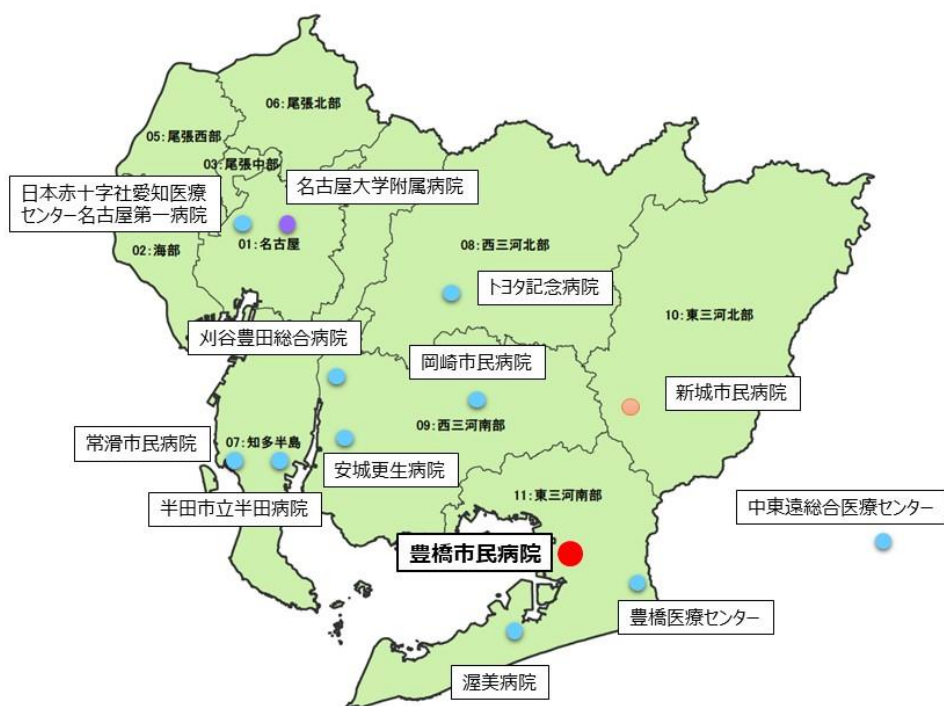 06:尾張北部
05:尾張西部
03:尾張中部
日本赤十字社愛知医療
センター名古屋第一病院
名古屋大学附属病院
02:海部
01:名古屋
08:西三河北部
トヨタ記念病院
10:東三河北部
刈谷豊田総合病院
岡崎市民病院
新城市民病院
09:西三河南部
常滑市民病院
07:知多半島
安城更生病院
半田市立半田病院
11:東三河南部
中東遠総合医療センター
豊橋市民病院
豊橋医療センター
渥美病院